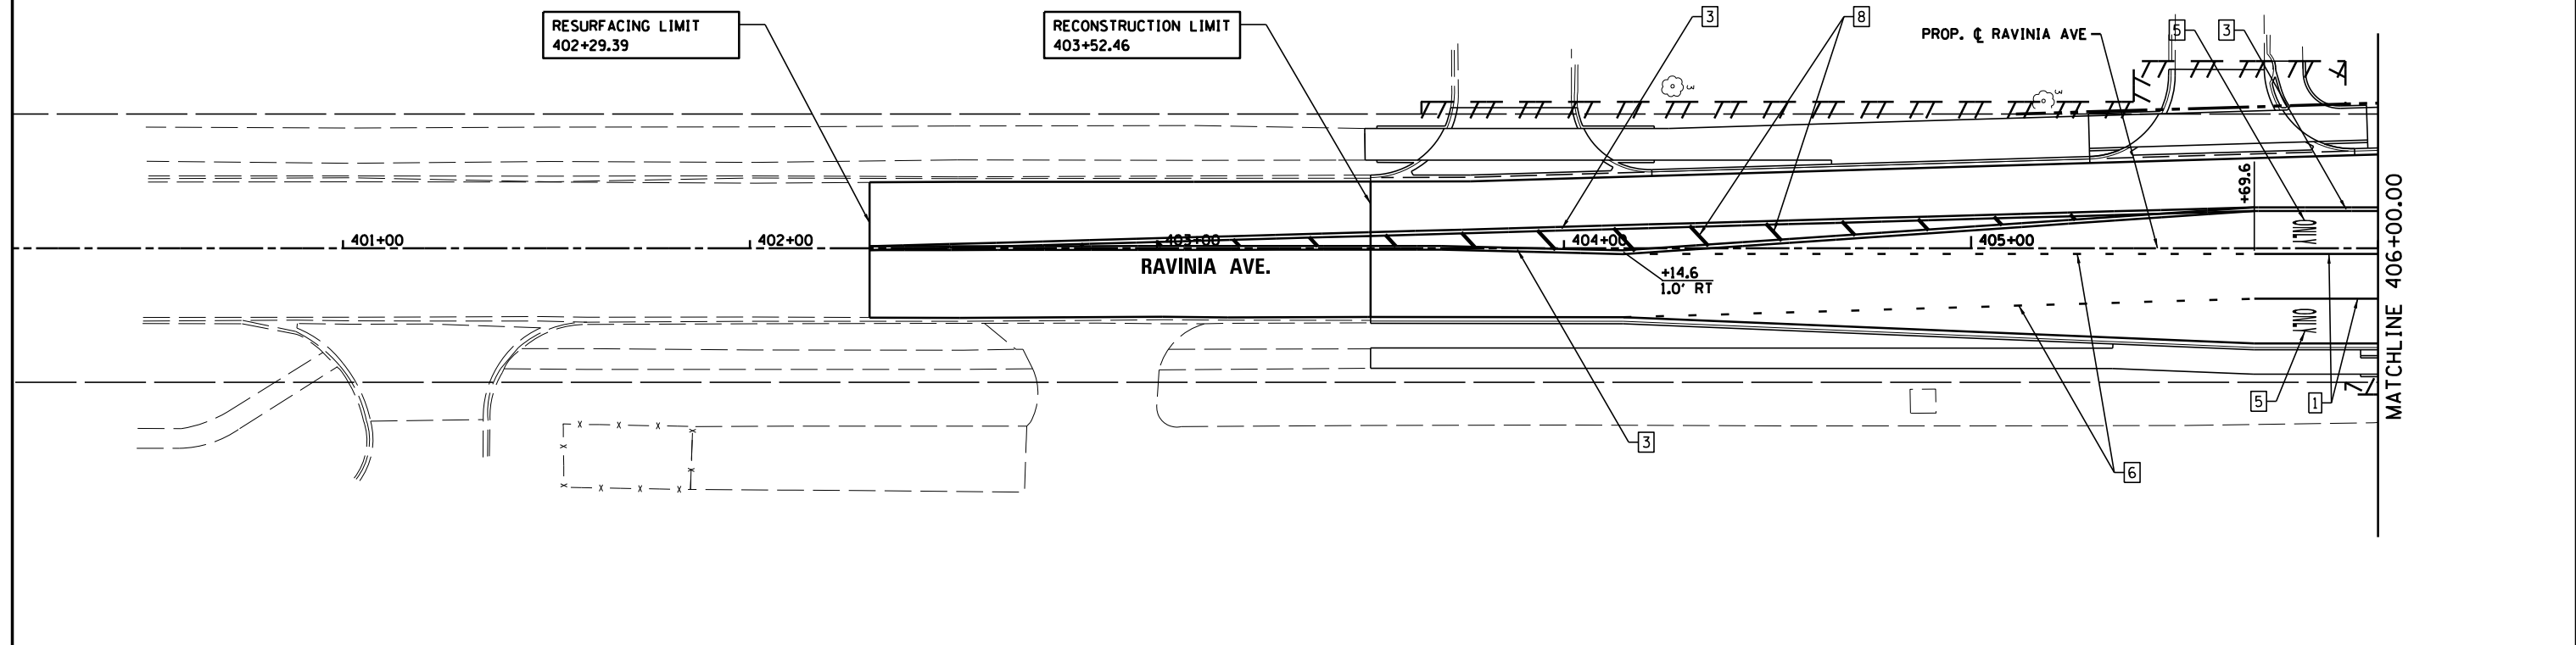 RESURFACING LIMIT
402+29.39
RECONSTRUCTION LIMIT
403+52.46
3
8
PROP. ℄ RAVINIA AVE
5
3
3
3
+69.6
ONLY
401+00
402+00
403+00
404+00
405+00
RAVINIA AVE.
+14.6
1.0' RT
ONLY
MATCHLINE 406+00.00
5
1
3
6